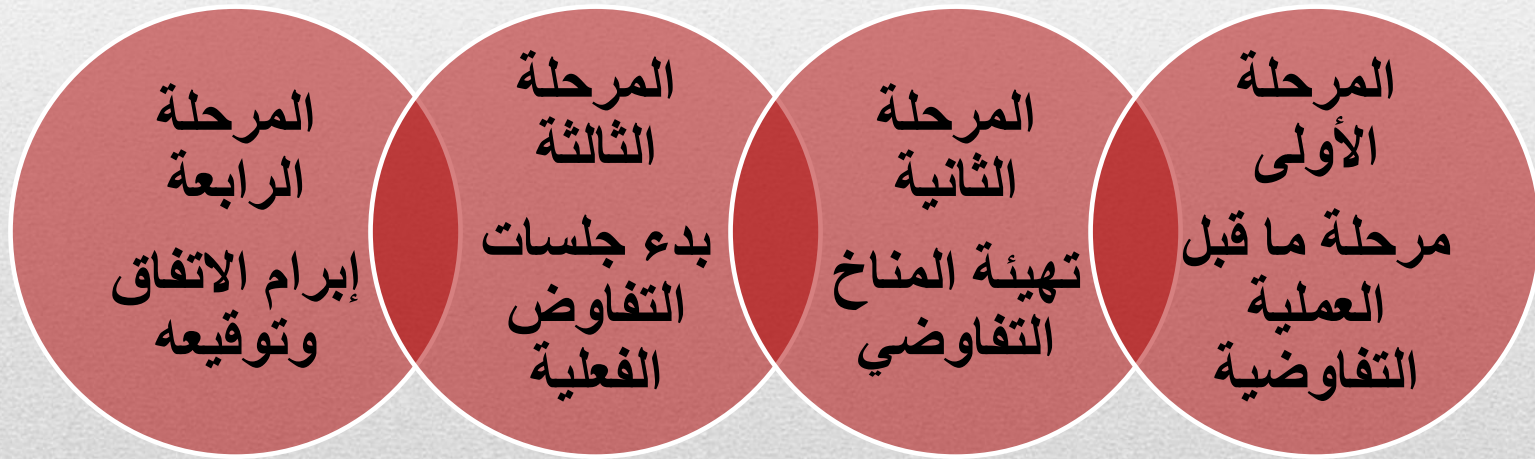 المرحلة
الأولى
مرحلة ما قبل
العملية
التفاوضية
المرحلة
الثانية
تهيئة المناخ
التفاوضي
المرحلة
الثالثة
بدء جلسات
التفاوض
الفعلية
المرحلة
الرابعة
إبرام الاتفاق
وتوقيعه